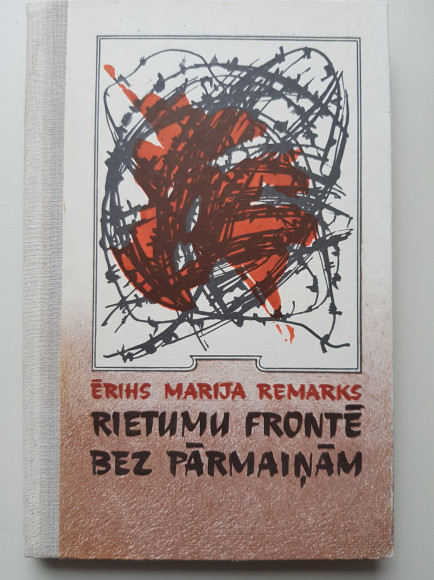 ĒRIHS MARIJA REMARKS
RIETUMU FRONTĒ
BEZ PĀRMAIŅĀM